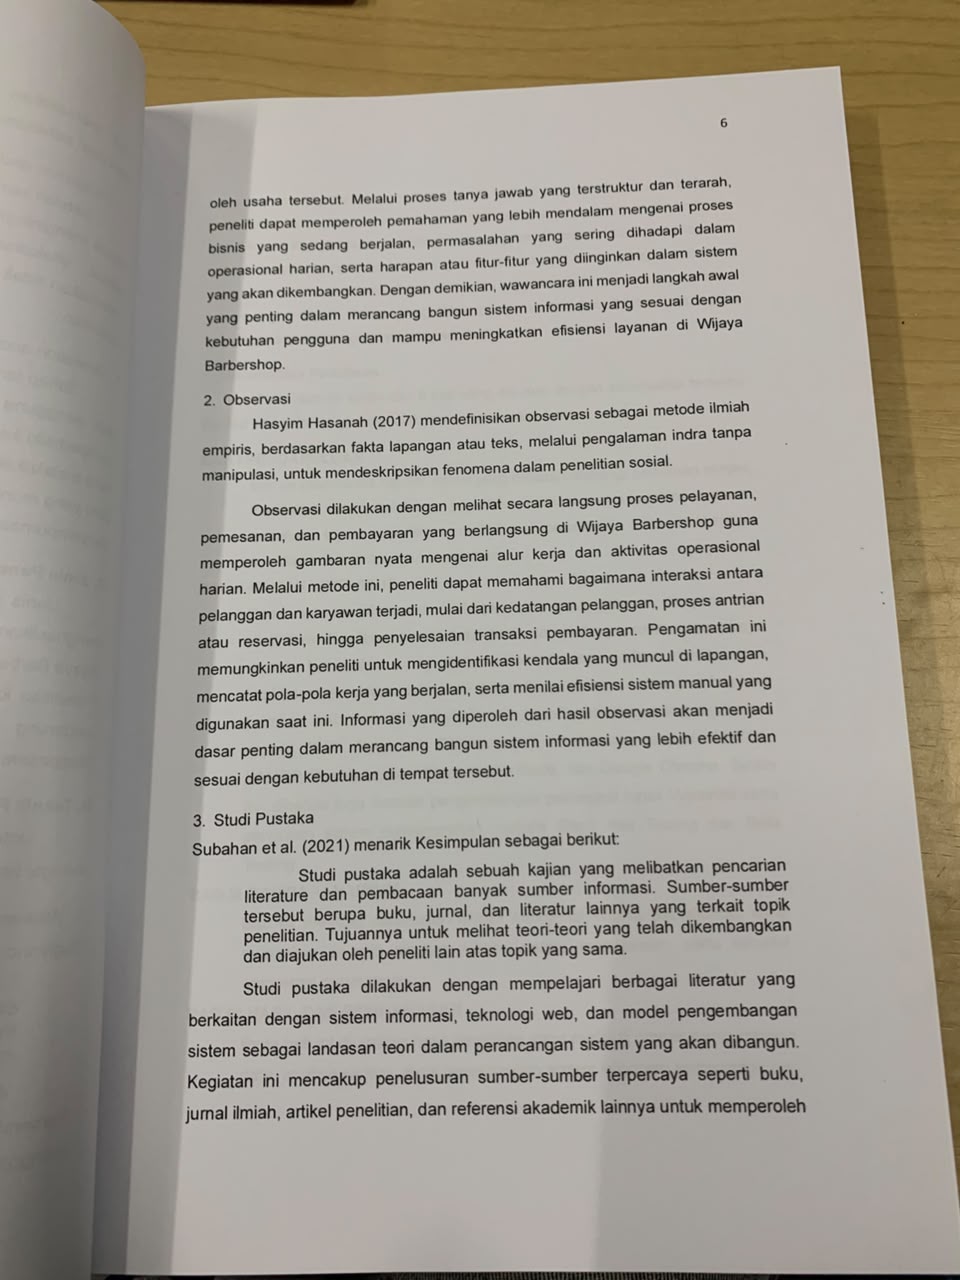 6
oleh usaha tersebut. Melalui proses tanya jawab yang terstruktur dan terarah,
peneliti dapat memperoleh pemahaman yang lebih mendalam mengenai proses
bisnis yang sedang berjalan, permasalahan yang sering dihadapi dalam
operasional harian, serta harapan atau fitur-fitur yang diinginkan dalam sistem
yang akan dikembangkan. Dengan demikian, wawancara ini menjadi langkah awal
yang penting dalam merancang bangun sistem informasi yang sesuai dengan
kebutuhan pengguna dan mampu meningkatkan efisiensi layanan di Wijaya
Barbershop.
2. Observasi
Hasyim Hasanah (2017) mendefinisikan observasi sebagai metode ilmiah
empiris, berdasarkan fakta lapangan atau teks, melalui pengalaman indra tanpa
manipulasi, untuk mendeskripsikan fenomena dalam penelitian sosial.
Observasi dilakukan dengan melihat secara langsung proses pelayanan,
pemesanan, dan pembayaran yang berlangsung di Wijaya Barbershop guna
memperoleh gambaran nyata mengenai alur kerja dan aktivitas operasional
harian. Melalui metode ini, peneliti dapat memahami bagaimana interaksi antara
pelanggan dan karyawan terjadi, mulai dari kedatangan pelanggan, proses antrian
atau reservasi, hingga penyelesaian transaksi pembayaran. Pengamatan ini
memungkinkan peneliti untuk mengidentifikasi kendala yang muncul di lapangan,
mencatat pola-pola kerja yang berjalan, serta menilai efisiensi sistem manual yang
digunakan saat ini. Informasi yang diperoleh dari hasil observasi akan menjadi
dasar penting dalam merancang bangun sistem informasi yang lebih efektif dan
sesuai dengan kebutuhan di tempat tersebut.
3. Studi Pustaka
Subahan et al. (2021) menarik Kesimpulan sebagai berikut:
Studi pustaka adalah sebuah kajian yang melibatkan pencarian
literature dan pembacaan banyak sumber informasi. Sumber-sumber
tersebut berupa buku, jurnal, dan literatur lainnya yang terkait topik
penelitian. Tujuannya untuk melihat teori-teori yang telah dikembangkan
dan diajukan oleh peneliti lain atas topik yang sama.
Studi pustaka dilakukan dengan mempelajari berbagai literatur yang
berkaitan dengan sistem informasi, teknologi web, dan model pengembangan
sistem sebagai landasan teori dalam perancangan sistem yang akan dibangun.
Kegiatan ini mencakup penelusuran sumber-sumber terpercaya seperti buku,
jurnal ilmiah, artikel penelitian, dan referensi akademik lainnya untuk memperoleh